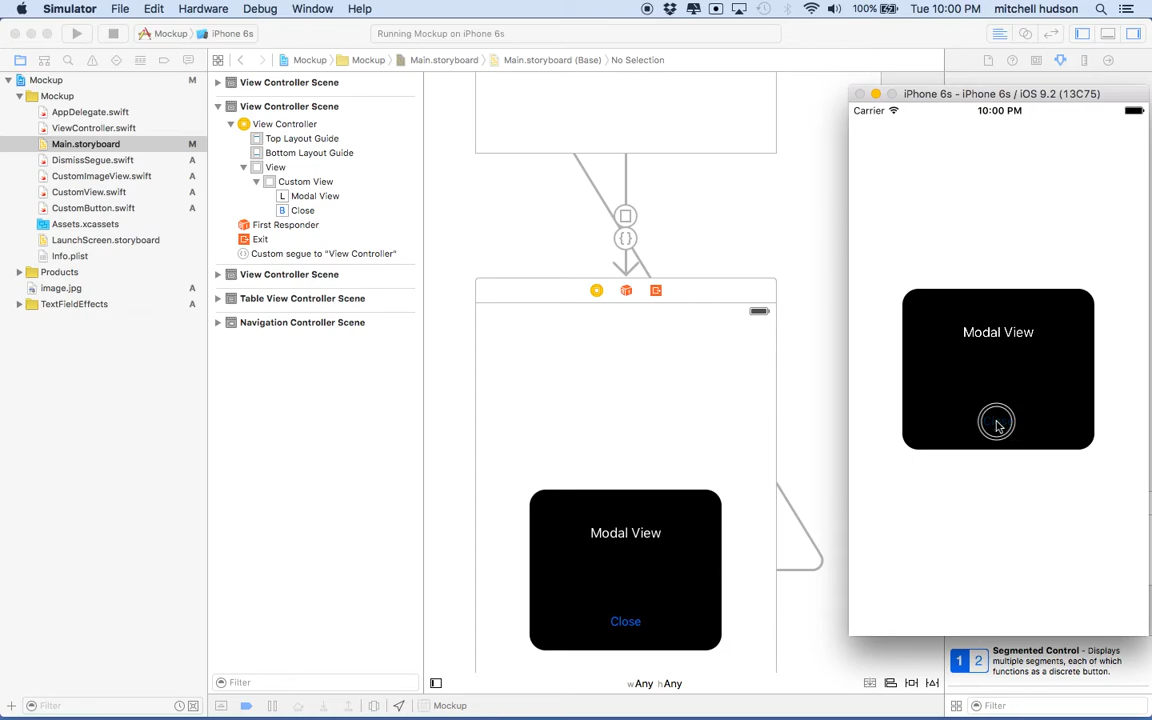 Simulator File Edit Hardware Debug Window Help 100% Tue 10:00 PM mitchell hudson
Mockup iPhone 6s Running Mockup on iPhone 6s
Mockup Mockup Main.storyboard Main.storyboard (Base) No Selection
Mockup M
Mockup
AppDelegate.swift
ViewController.swift
Main.storyboard M
DismissSegue.swift A
CustomImageView.swift A
CustomView.swift A
CustomButton.swift A
Assets.xcassets
LaunchScreen.storyboard
Info.plist
Products
image.jpg A
TextFieldEffects A
Filter
View Controller Scene
View Controller Scene
View Controller
Top Layout Guide
Bottom Layout Guide
View
Custom View
L Modal View
B Close
First Responder
Exit
Custom segue to "View Controller"
View Controller Scene
Table View Controller Scene
Navigation Controller Scene
Filter
{}
Modal View
Close
wAny hAny
Mockup
iPhone 6s - iPhone 6s / iOS 9.2 (13C75)
Carrier 10:00 PM
Modal View
1 2
Segmented Control - Displays
multiple segments, each of which
functions as a discrete button.
Filter